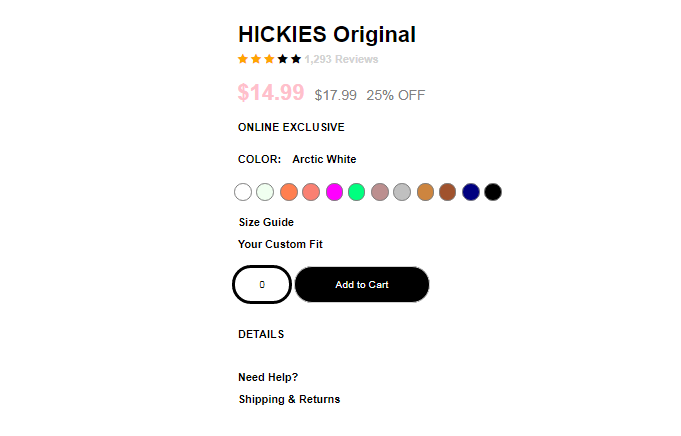 HICKIES Original
1,293 Reviews
$14.99 $17.99 25% OFF
ONLINE EXCLUSIVE
COLOR: Arctic White
Size Guide
Your Custom Fit
0 Add to Cart
DETAILS
Need Help?
Shipping & Returns